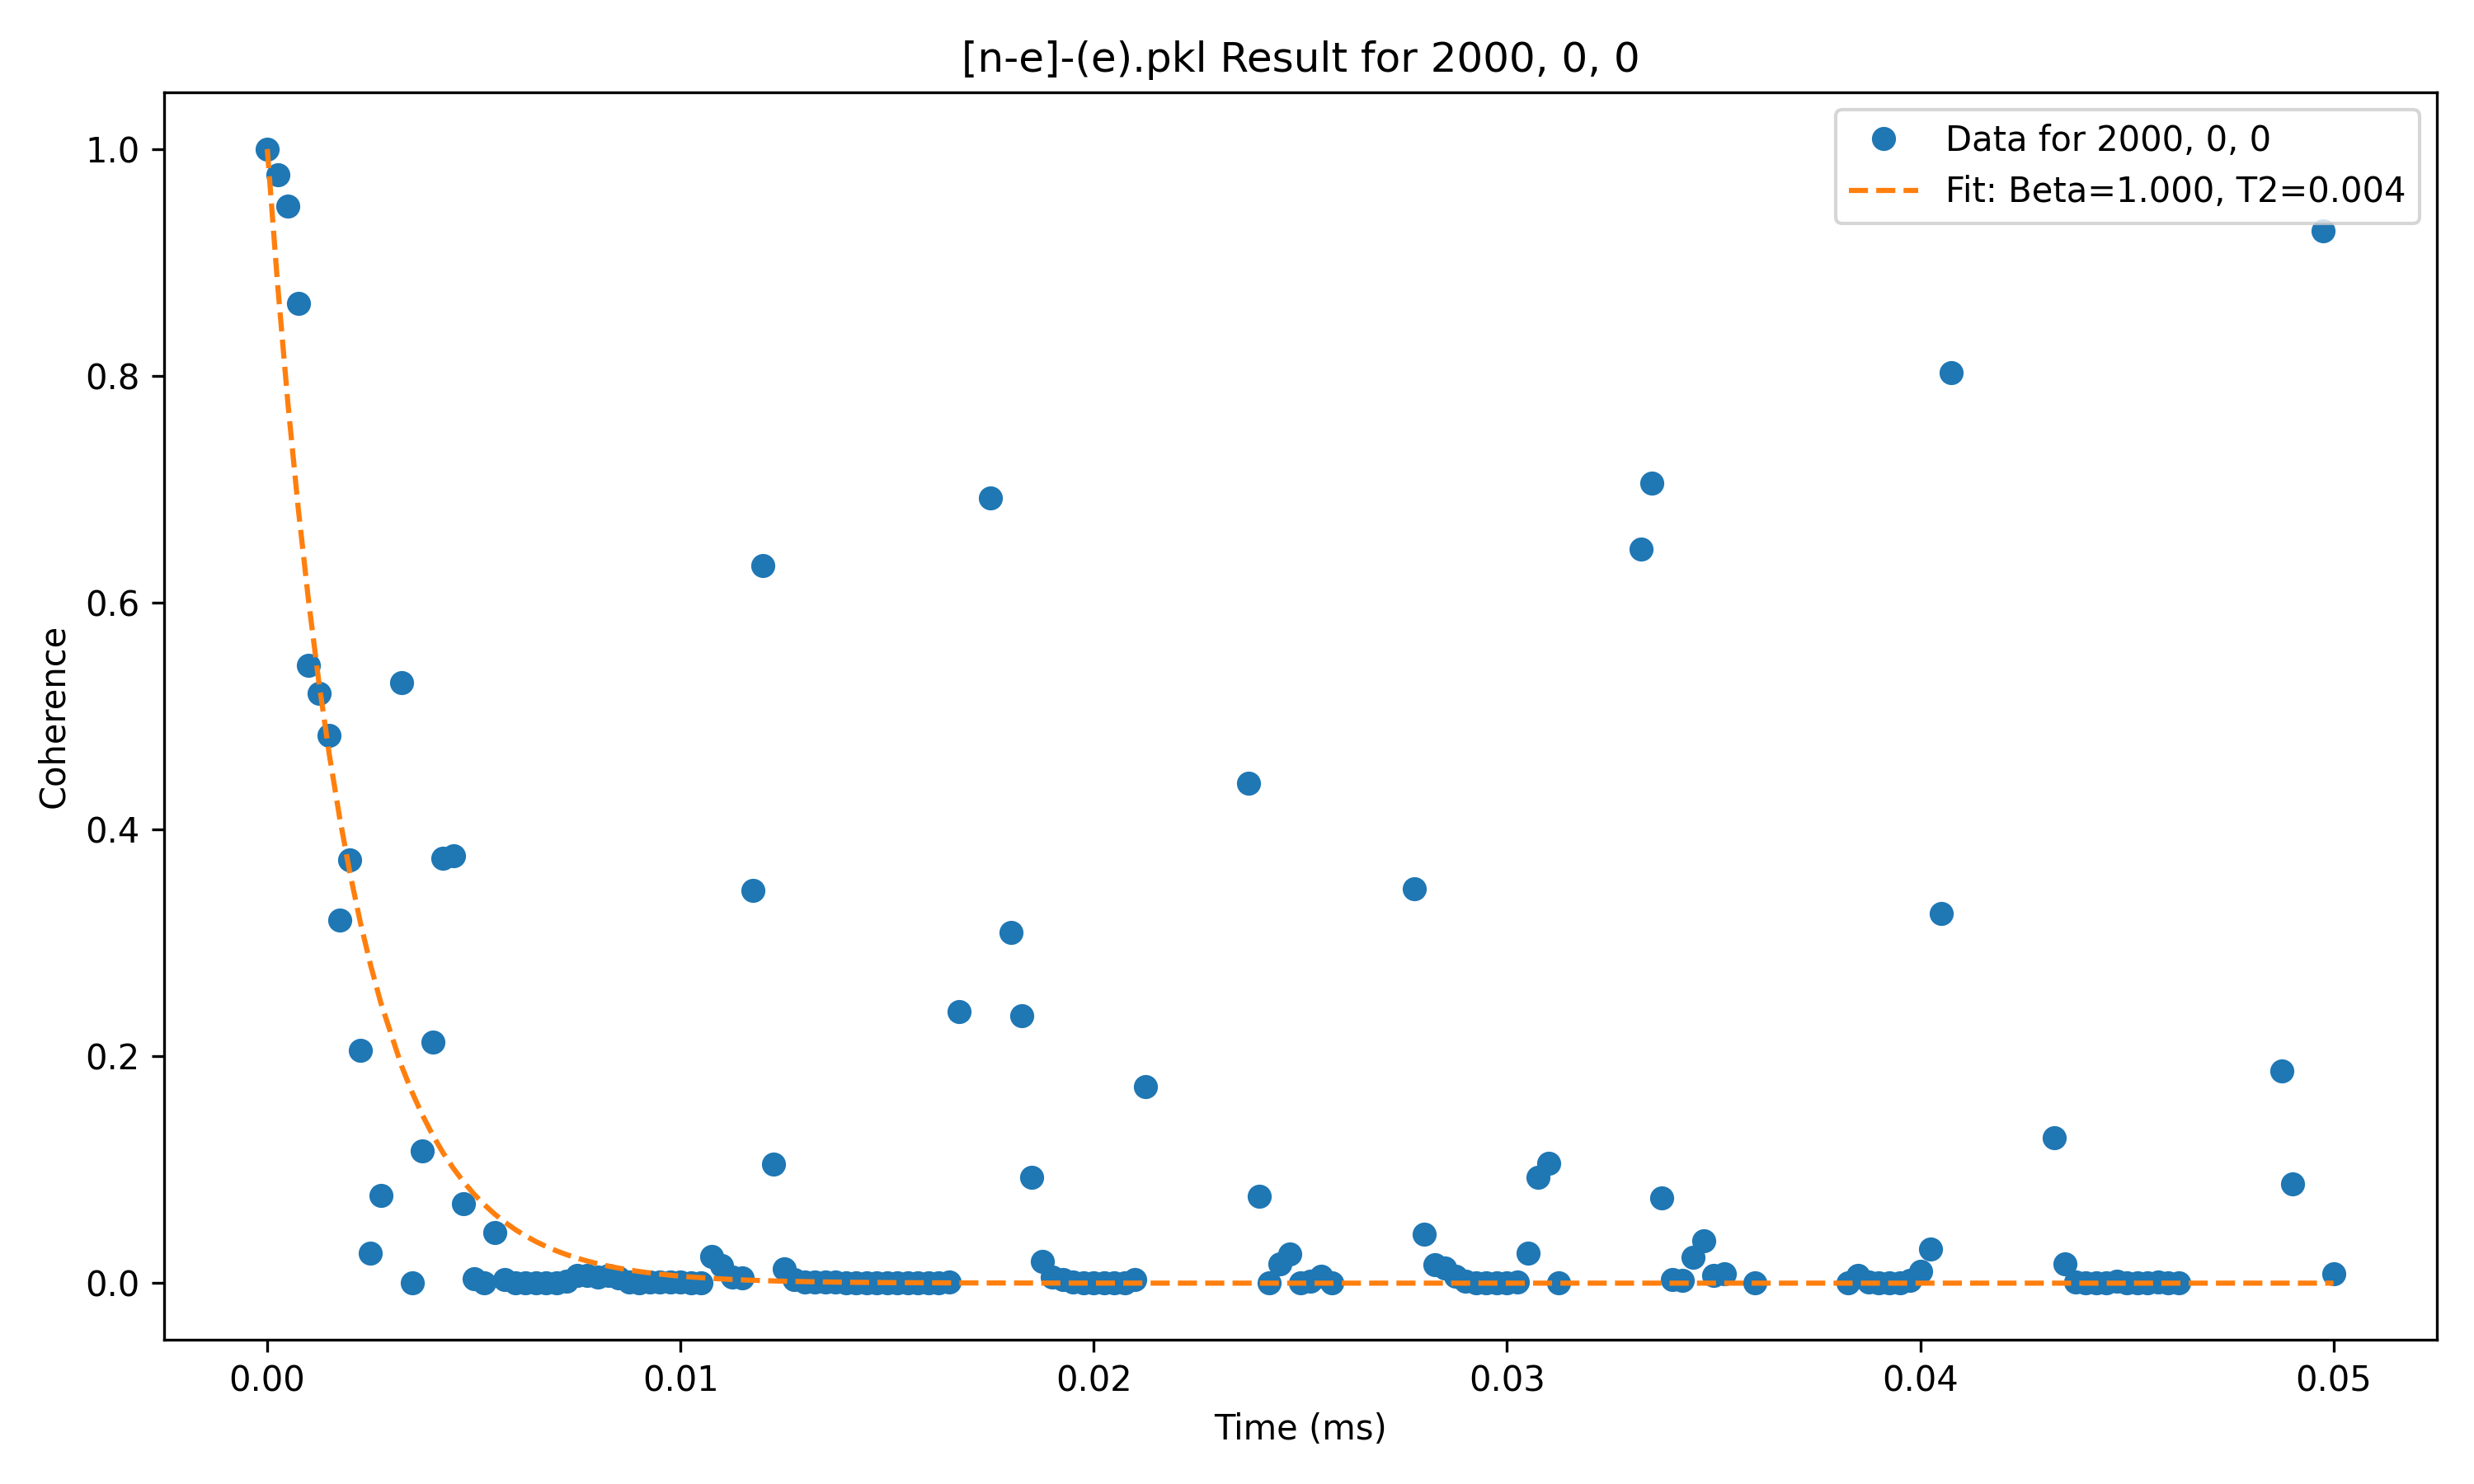 [n-e]-(e).pkl Result for 2000, 0, 0
Data for 2000, 0, 0
Fit: Beta=1.000, T2=0.004
Coherence
1.0
0.8
0.6
0.4
0.2
0.0
0.00 0.01 0.02 0.03 0.04 0.05
Time (ms)